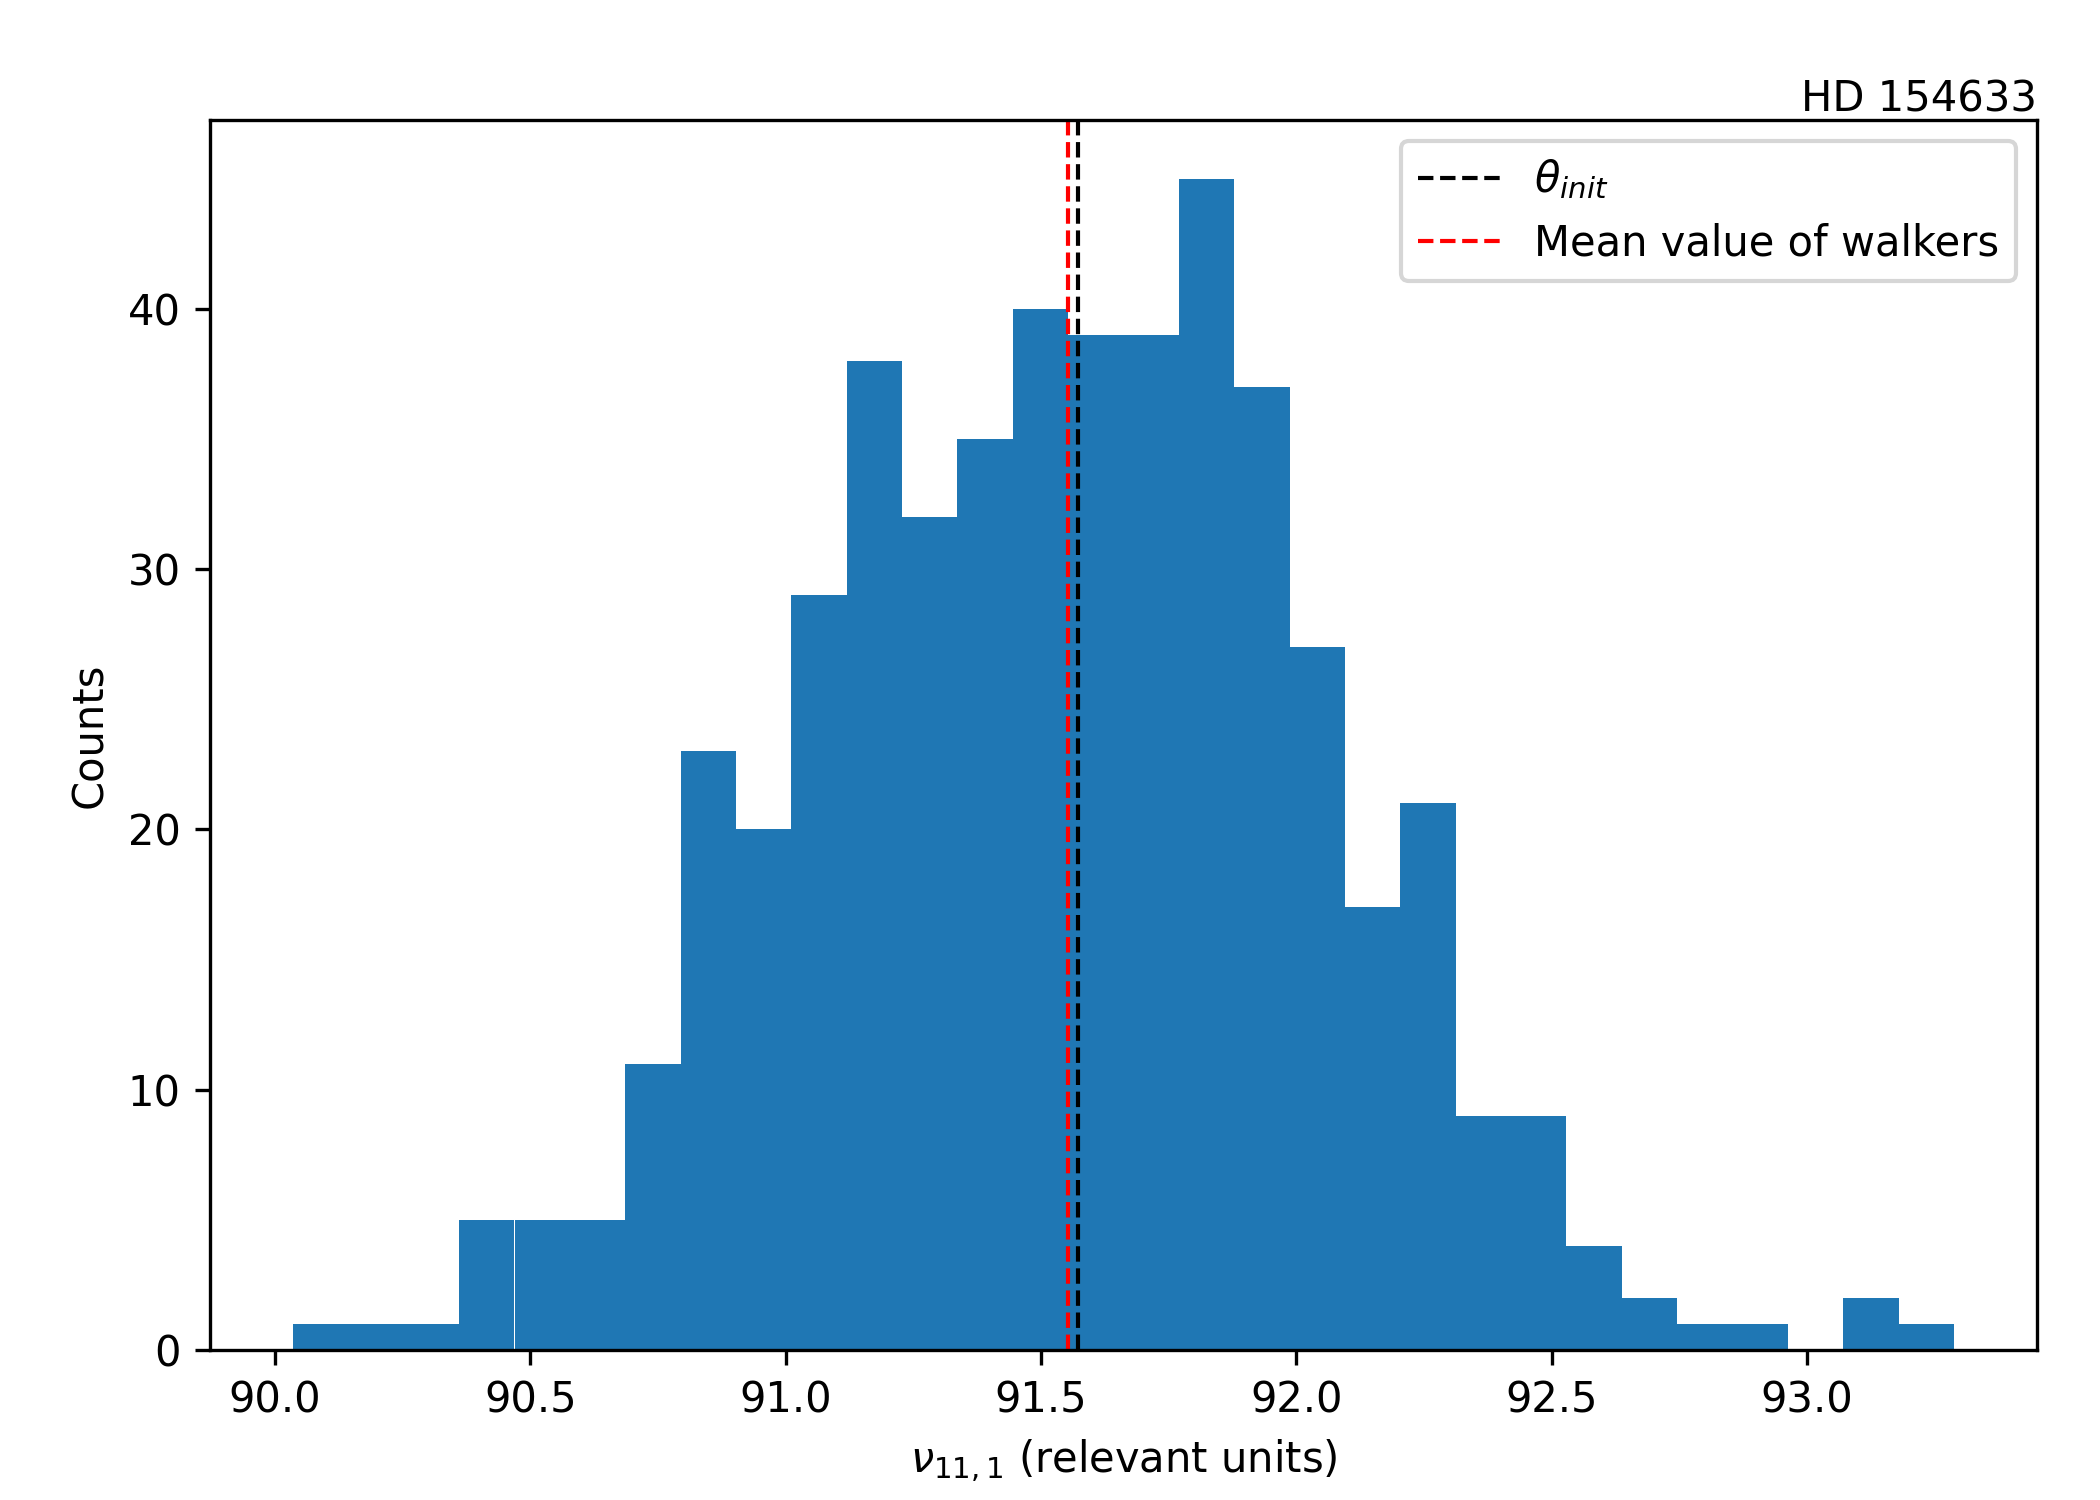 HD 154633
θinit
Mean value of walkers
40
30
20
10
0
Counts
90.0 90.5 91.0 91.5 92.0 92.5 93.0
ν11, 1 (relevant units)